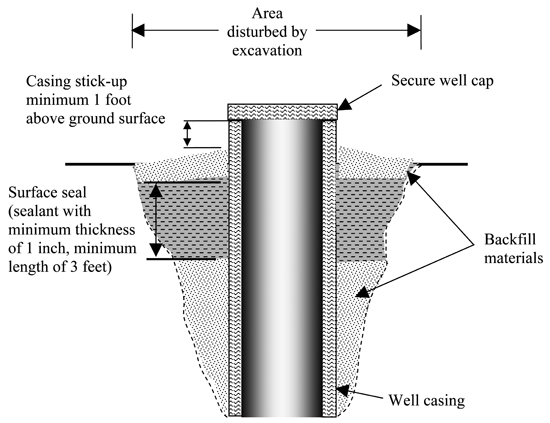 Area
disturbed by
excavation
Casing stick-up
minimum 1 foot
above ground surface
Secure well cap
Surface seal
(sealant with
minimum thickness
of 1 inch, minimum
length of 3 feet)
Backfill
materials
Well casing